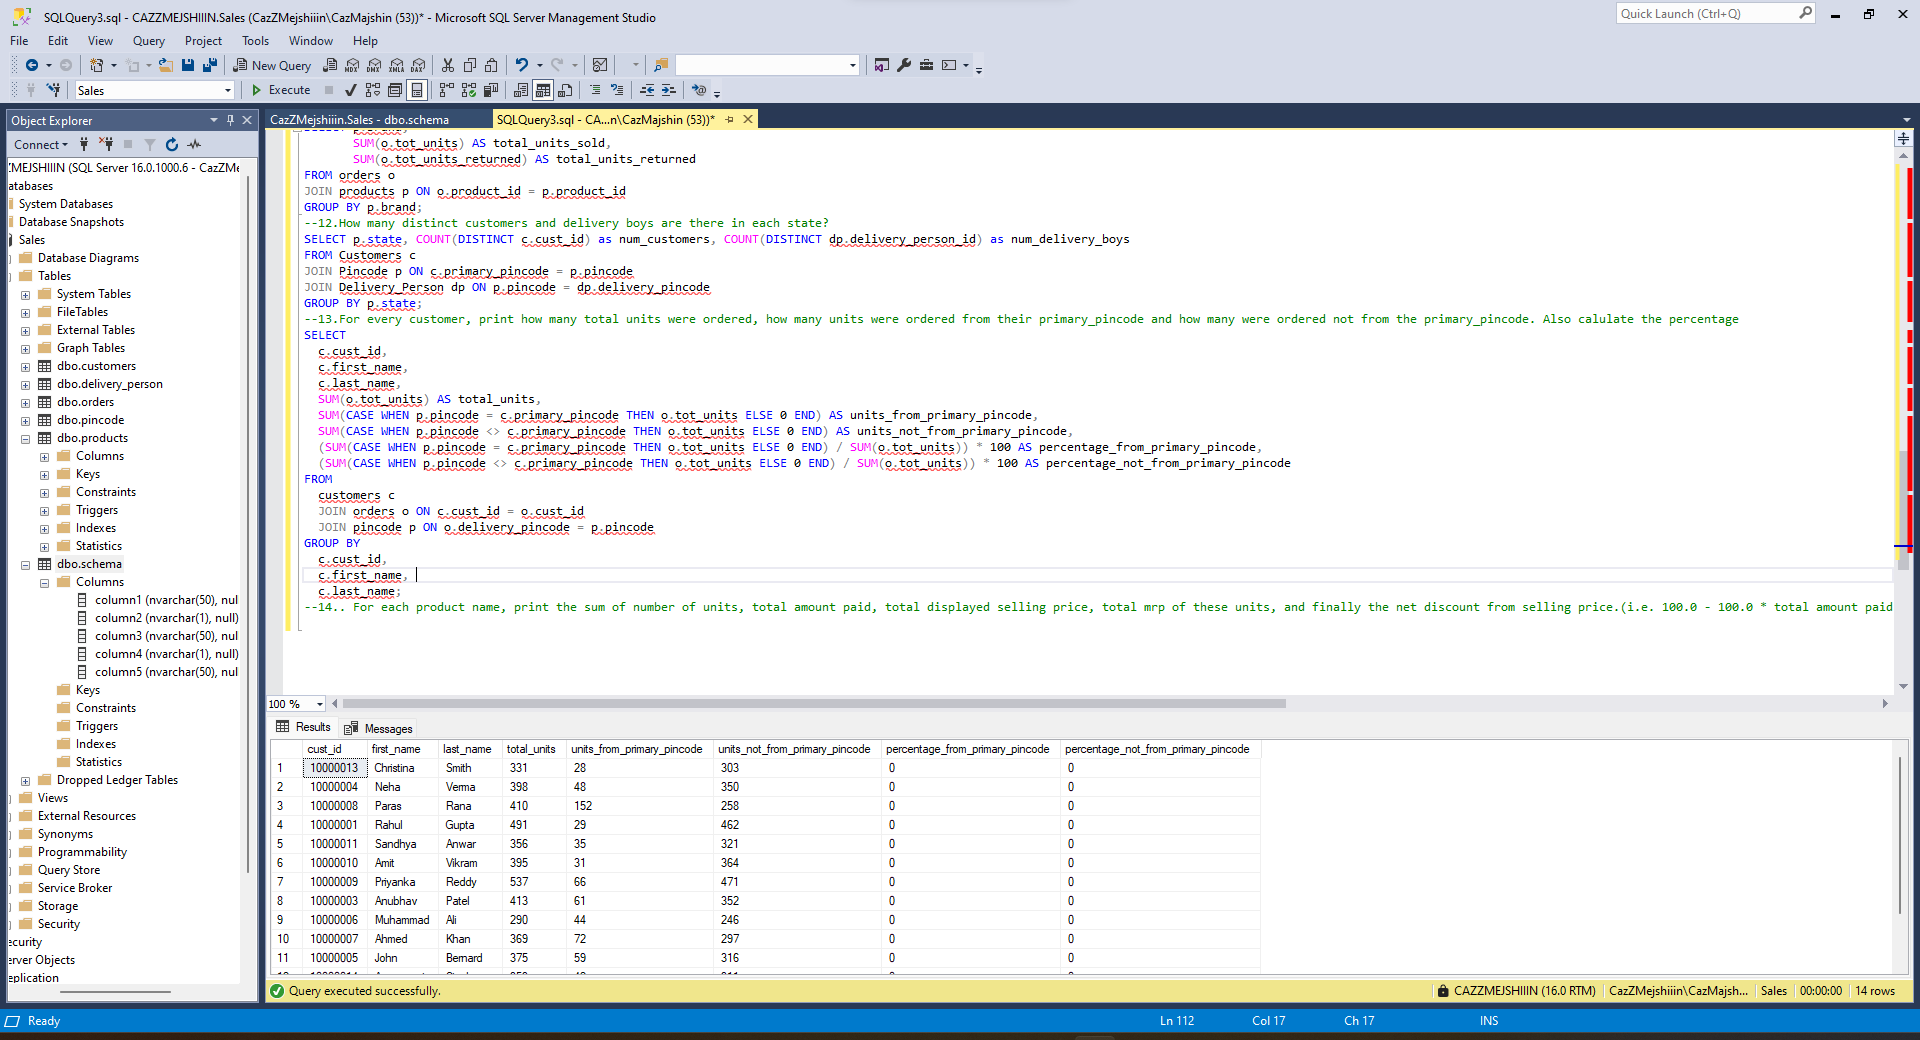 SQLQuery3.sql - CAZZMEJSHIIIN.Sales (CazZMejshiiin\CazMajshin (53))* - Microsoft SQL Server Management Studio
Quick Launch (Ctrl+Q)
File Edit View Query Project Tools Window Help
New Query
MDX DMX XMLA DAX
Sales
Execute
Object Explorer
Connect
ZMEJSHIIIN (SQL Server 16.0.1000.6 - CazZMe
atabases
System Databases
Database Snapshots
Sales
Database Diagrams
Tables
System Tables
FileTables
External Tables
Graph Tables
dbo.customers
dbo.delivery_person
dbo.orders
dbo.pincode
dbo.products
Columns
Keys
Constraints
Triggers
Indexes
Statistics
dbo.schema
Columns
column1 (nvarchar(50), nul
column2 (nvarchar(1), null)
column3 (nvarchar(50), nul
column4 (nvarchar(1), null)
column5 (nvarchar(50), nul
Keys
Constraints
Triggers
Indexes
Statistics
Dropped Ledger Tables
Views
External Resources
Synonyms
Programmability
Query Store
Service Broker
Storage
Security
ecurity
erver Objects
eplication
CazZMejshiiin.Sales - dbo.schema
SQLQuery3.sql - CA...n\CazMajshin (53))*
SUM(o.tot_units) AS total_units_sold,
SUM(o.tot_units_returned) AS total_units_returned
FROM orders o
JOIN products p ON o.product_id = p.product_id
GROUP BY p.brand;
--12.How many distinct customers and delivery boys are there in each state?
SELECT p.state, COUNT(DISTINCT c.cust_id) as num_customers, COUNT(DISTINCT dp.delivery_person_id) as num_delivery_boys
FROM Customers c
JOIN Pincode p ON c.primary_pincode = p.pincode
JOIN Delivery_Person dp ON p.pincode = dp.delivery_pincode
GROUP BY p.state;
--13.For every customer, print how many total units were ordered, how many units were ordered from their primary_pincode and how many were ordered not from the primary_pincode. Also calulate the percentage
SELECT
c.cust_id,
c.first_name,
c.last_name,
SUM(o.tot_units) AS total_units,
SUM(CASE WHEN p.pincode = c.primary_pincode THEN o.tot_units ELSE 0 END) AS units_from_primary_pincode,
SUM(CASE WHEN p.pincode <> c.primary_pincode THEN o.tot_units ELSE 0 END) AS units_not_from_primary_pincode,
(SUM(CASE WHEN p.pincode = c.primary_pincode THEN o.tot_units ELSE 0 END) / SUM(o.tot_units)) * 100 AS percentage_from_primary_pincode,
(SUM(CASE WHEN p.pincode <> c.primary_pincode THEN o.tot_units ELSE 0 END) / SUM(o.tot_units)) * 100 AS percentage_not_from_primary_pincode
FROM
customers c
JOIN orders o ON c.cust_id = o.cust_id
JOIN pincode p ON o.delivery_pincode = p.pincode
GROUP BY
c.cust_id,
c.first_name,
c.last_name;
--14.. For each product name, print the sum of number of units, total amount paid, total displayed selling price, total mrp of these units, and finally the net discount from selling price.(i.e. 100.0 - 100.0 * total amount paid
100 %
Results Messages
cust_id first_name last_name total_units units_from_primary_pincode units_not_from_primary_pincode percentage_from_primary_pincode percentage_not_from_primary_pincode
1 10000013 Christina Smith 331 28 303 0 0
2 10000004 Neha Verma 398 48 350 0 0
3 10000008 Paras Rana 410 152 258 0 0
4 10000001 Rahul Gupta 491 29 462 0 0
5 10000011 Sandhya Anwar 356 35 321 0 0
6 10000010 Amit Vikram 395 31 364 0 0
7 10000009 Priyanka Reddy 537 66 471 0 0
8 10000003 Anubhav Patel 413 61 352 0 0
9 10000006 Muhammad Ali 290 44 246 0 0
10 10000007 Ahmed Khan 369 72 297 0 0
11 10000005 John Bernard 375 59 316 0 0
Query executed successfully.
CAZZMEJSHIIIN (16.0 RTM) CazZMejshiiin\CazMajsh... Sales 00:00:00 14 rows
Ready
Ln 112 Col 17 Ch 17 INS